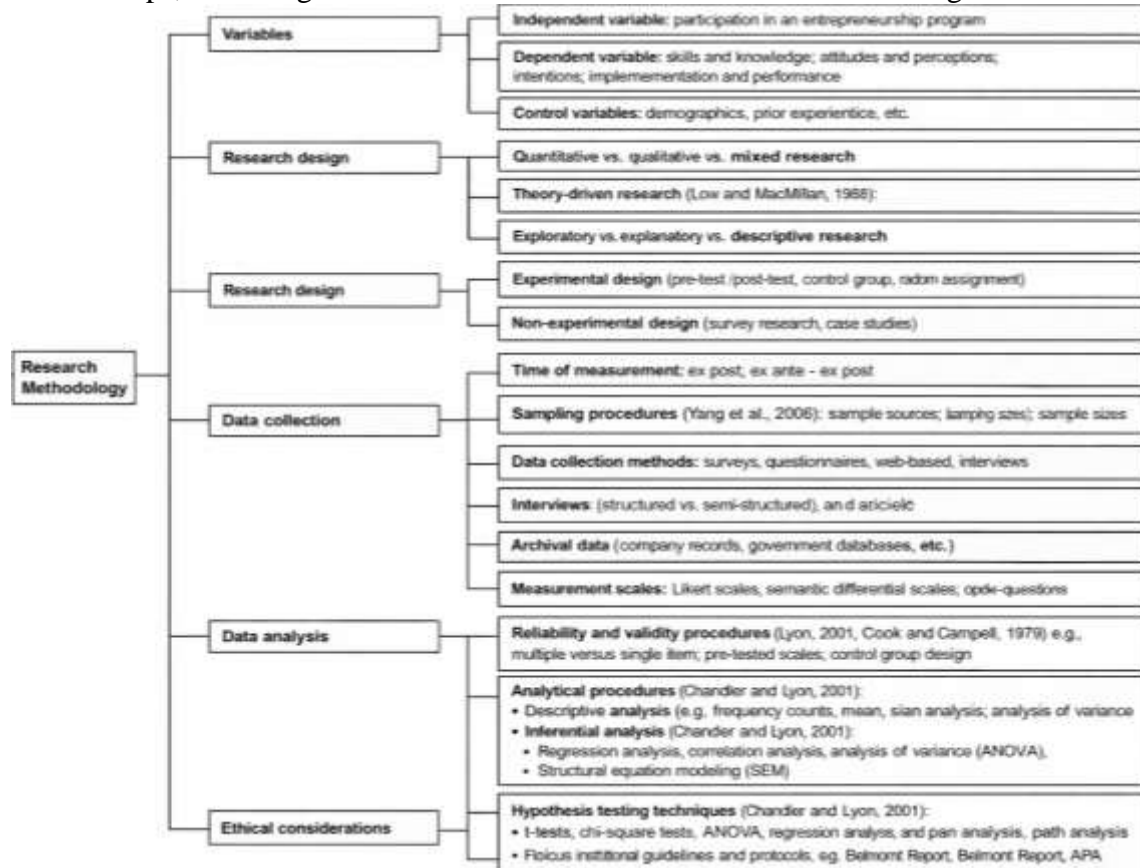 Research
Methodology
Variables
Independent variable: participation in an entrepreneurship program
Dependent variable: skills and knowledge; attitudes and perceptions;
intentions; implemementation and performance
Control variables: demographics, prior experientice, etc.
Research design
Quantitative vs. qualitative vs. mixed research
Theory-driven research (Low and MacMillan, 1988):
Exploratory vs. explanatory vs. descriptive research
Research design
Experimental design (pre-test /post-test, control group, radom assignment)
Non-experimental design (survey research, case studies)
Data collection
Time of measurement: ex post; ex ante - ex post
Sampling procedures (Yang et al., 2006): sample sources; sizes); sample sizes
Data collection methods: surveys, questionnaires, web-based, interviews
Interviews (structured vs. semi-structured), an d
Archival data (company records, government databases, etc.)
Measurement scales: Likert scales, semantic differential scales; opde-questions
Data analysis
Reliability and validity procedures (Lyon, 2001, Cook and Campell, 1979) e.g.,
multiple versus single item; pre-tested scales, control group design
Analytical procedures (Chandler and Lyon, 2001):
• Descriptive analysis (e.g. frequency counts, mean, sian analysis; analysis of variance
• Inferential analysis (Chander and Lyon, 2001):
• Regression analysis, correlation analysis, analysis of variance (ANOVA),
• Structural equation modeling (SEM)
Ethical considerations
Hypothesis testing techniques (Chandler and Lyon, 2001):
• t-tests, chi-square tests, ANOVA, regression analyss, and pan analysis, path analysis
• institutional guidelines and protocols, eg. Belmomt Report, Belmont Report, APA